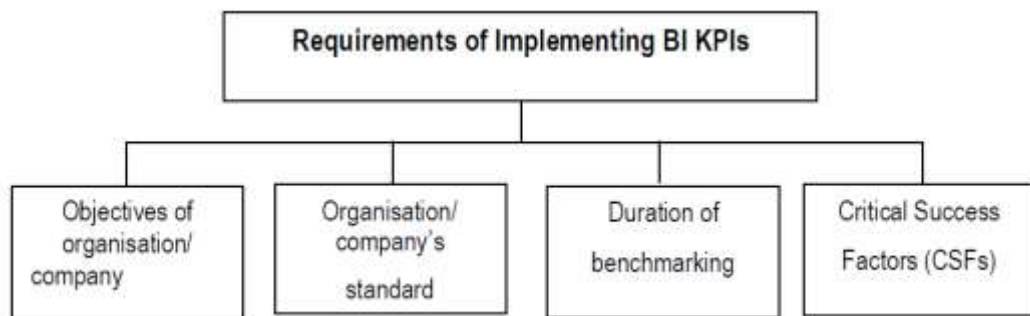 Requirements of Implementing BI KPIs
Objectives of
organisation/
company
Organisation/
company's
standard
Duration of
benchmarking
Critical Success
Factors (CSFs)